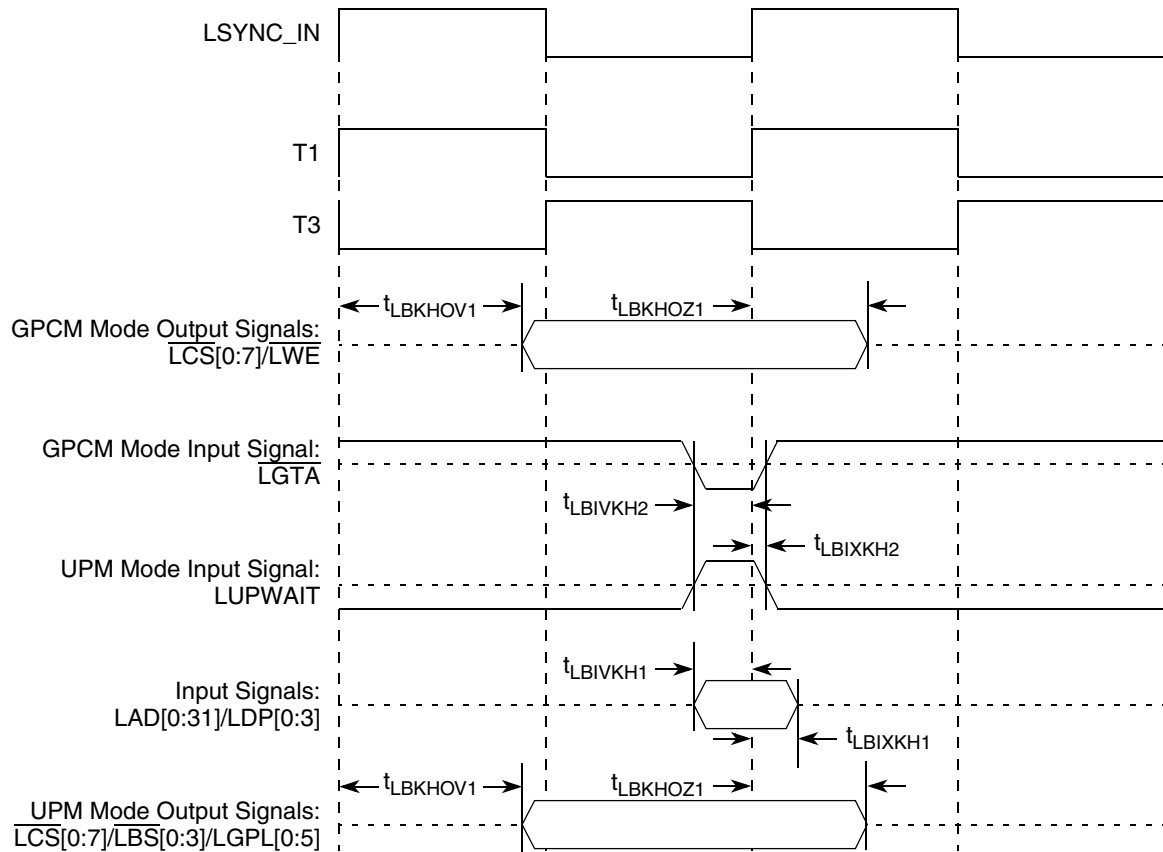 LSYNC_IN
T1
T3
tLBKHOV1
tLBKHOZ1
GPCM Mode Output Signals:
LCS[0:7]/LWE
GPCM Mode Input Signal:
LGTA
tLBIVKH2
tLBIXKH2
UPM Mode Input Signal:
LUPWAIT
tLBIVKH1
Input Signals:
LAD[0:31]/LDP[0:3]
tLBIXKH1
tLBKHOV1
tLBKHOZ1
UPM Mode Output Signals:
LCS[0:7]/LBS[0:3]/LGPL[0:5]